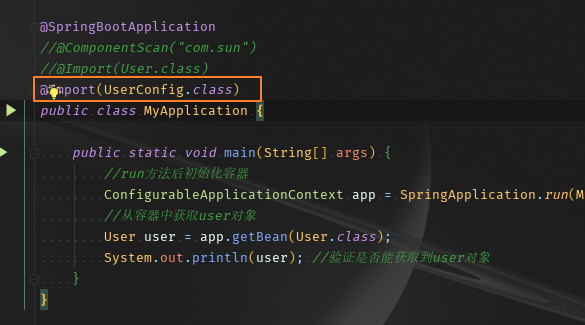 @SpringBootApplication
//@ComponentScan("com.sun")
//@Import(User.class)
@Import(UserConfig.class)
public class MyApplication {
public static void main(String[] args) {
//run方法后初始化容器
ConfigurableApplicationContext app = SpringApplication.run(M
//从容器中获取user对象
User user = app.getBean(User.class);
System.out.println(user); //验证是否能获取到user对象
}
}